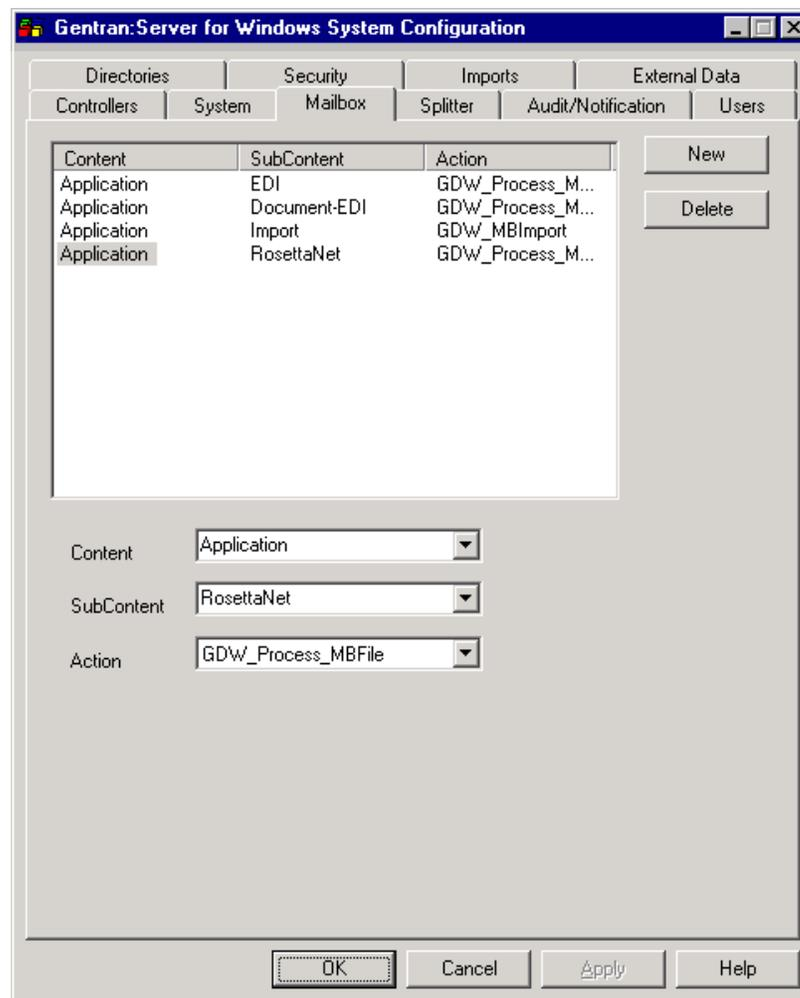 Gentran:Server for Windows System Configuration
Directories Security Imports External Data
Controllers System Mailbox Splitter Audit/Notification Users
Content SubContent Action
Application EDI GDW_Process_M...
Application Document-EDI GDW_Process_M...
Application Import GDW_MBImport
Application RosettaNet GDW_Process_M...
New
Delete
Content Application
SubContent RosettaNet
Action GDW_Process_MBFile
OK Cancel Apply Help